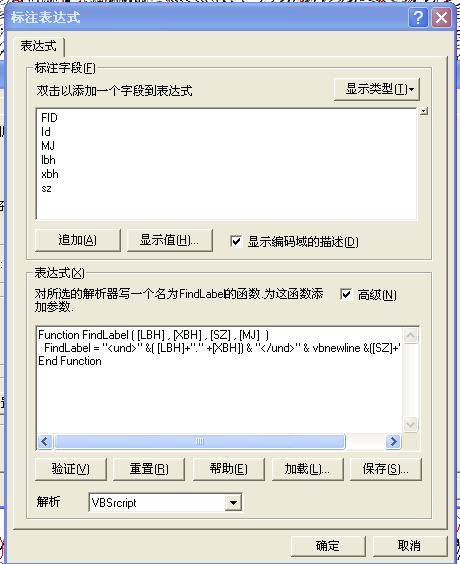 标注表达式
表达式
标注字段(F)
双击以添加一个字段到表达式
显示类型(T)
FID
Id
MJ
lbh
xbh
sz
追加(A)
显示值(H)...
显示编码域的描述(D)
表达式(X)
对所选的解析器写一个名为FindLabel的函数.为这函数添
加参数.
高级(N)
Function FindLabel ( [LBH] , [XBH] , [SZ] , [MJ]  )
FindLabel = "<und>" &( [LBH]+"." +[XBH]) & "</und>" & vbnewline &([SZ]+'
End Function
验证(V)
重置(R)
帮助(E)
加载(L)...
保存(S)...
解析
VBSrcript
确定
取消